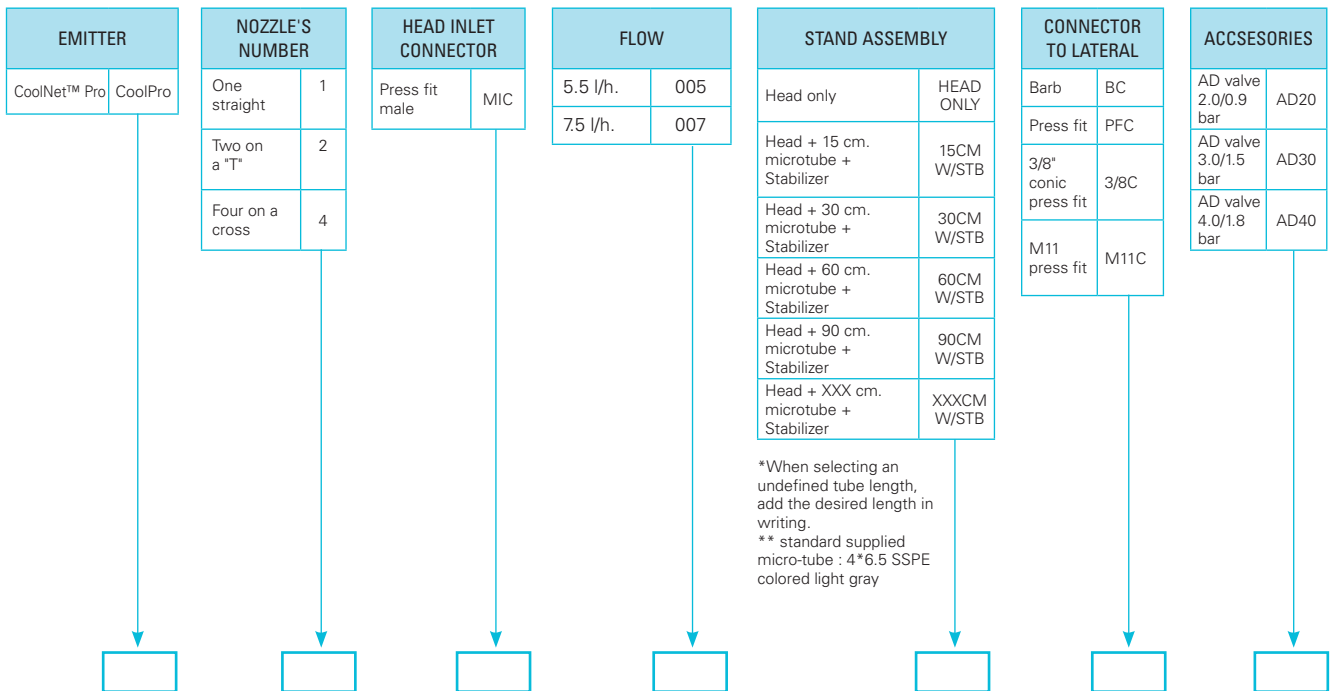 EMITTER
CoolNet™ Pro
CoolPro
NOZZLE'S
NUMBER
One
straight
1
Two on
a "T"
2
Four on a
cross
4
HEAD INLET
CONNECTOR
Press fit
male
MIC
FLOW
5.5 l/h.
005
7.5 l/h.
007
STAND ASSEMBLY
Head only
HEAD
ONLY
Head + 15 cm.
microtube +
Stabilizer
15CM
W/STB
Head + 30 cm.
microtube +
Stabilizer
30CM
W/STB
Head + 60 cm.
microtube +
Stabilizer
60CM
W/STB
Head + 90 cm.
microtube +
Stabilizer
90CM
W/STB
Head + XXX cm.
microtube +
Stabilizer
XXXCM
W/STB
*When selecting an
undefined tube length,
add the desired length in
writing.
** standard supplied
micro-tube : 4*6.5 SSPE
colored light gray
CONNECTOR
TO LATERAL
Barb
BC
Press fit
PFC
3/8"
conic
press fit
3/8C
M11
press fit
M11C
ACCSESORIES
AD valve
2.0/0.9
bar
AD20
AD valve
3.0/1.5
bar
AD30
AD valve
4.0/1.8
bar
AD40